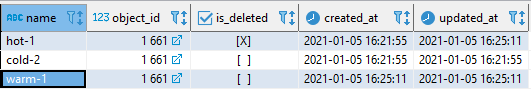 ABC name 123 object_id is_deleted created_at updated_at
hot-1 1 661 [X] 2021-01-05 16:21:55 2021-01-05 16:25:11
cold-2 1 661 [ ] 2021-01-05 16:21:55 2021-01-05 16:21:55
warm-1 1 661 [ ] 2021-01-05 16:25:11 2021-01-05 16:25:11